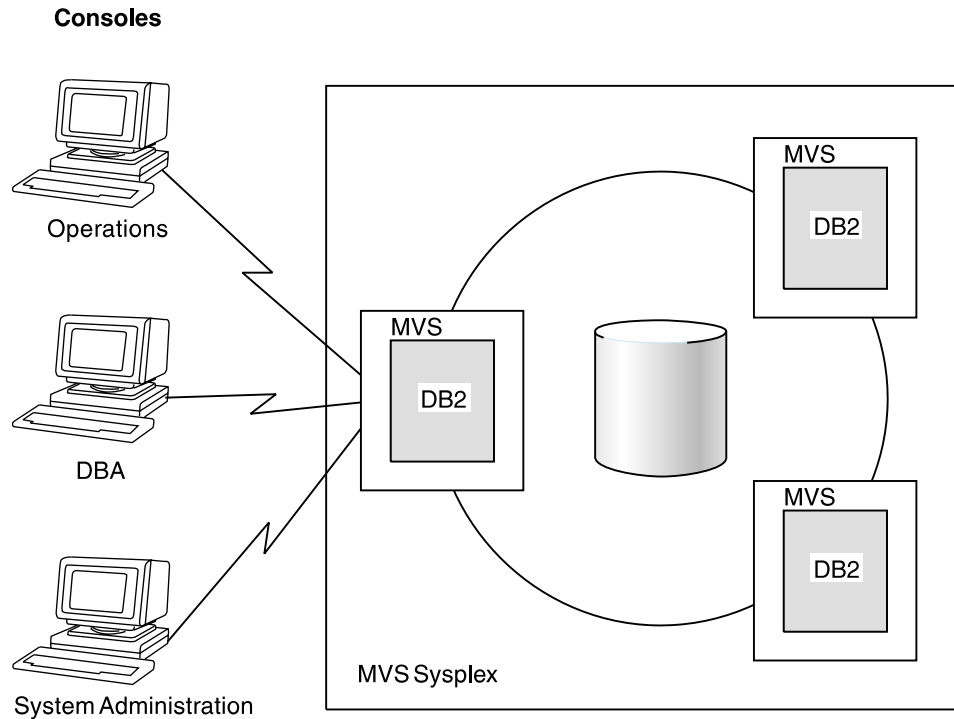 Consoles
Operations
DBA
System Administration
MVS
DB2
MVS
DB2
MVS
DB2
MVS Sysplex